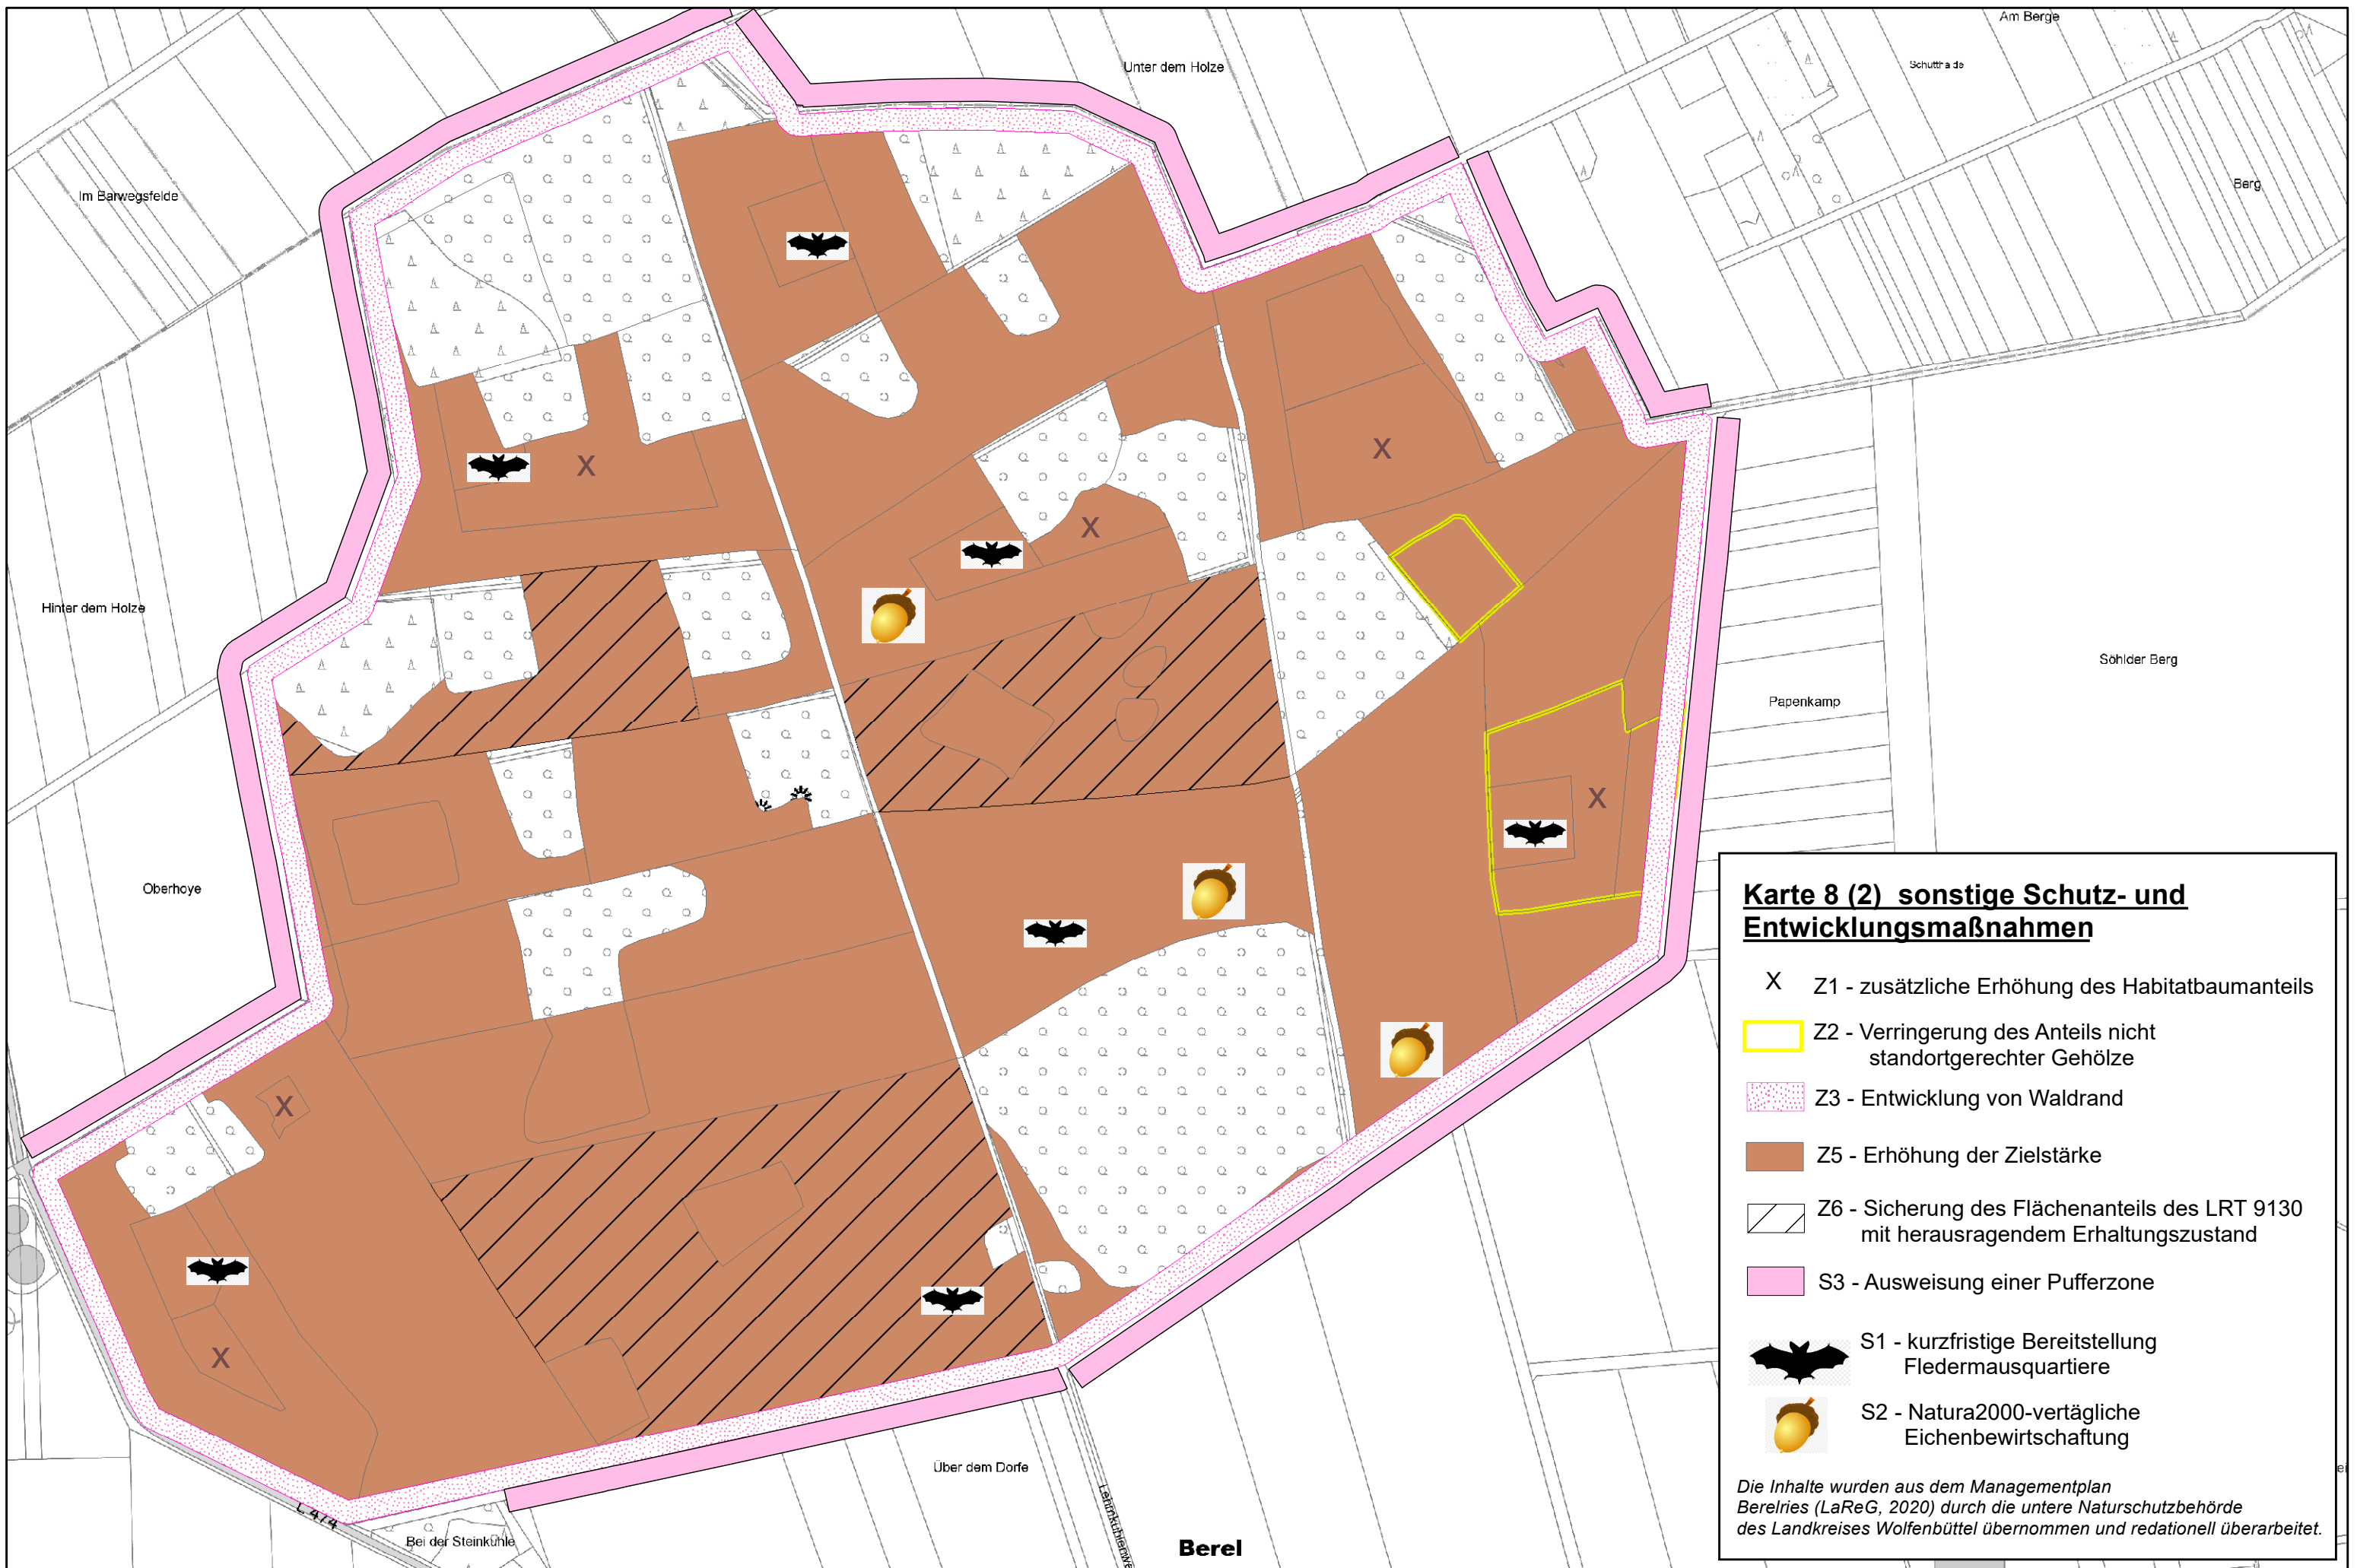 Am Berge
Unter dem Holze
Schutthalde
Im Barwegsfelde
Berg
X
X
X
Hinter dem Holze
Söhlder Berg
Papenkamp
X
Oberhoye
X
X
Über dem Dorfe
L 474
Bei der Steinkuhle
Berel
Karte 8 (2) sonstige Schutz- und
Entwicklungsmaßnahmen
X Z1 - zusätzliche Erhöhung des Habitatbaumanteils
Z2 - Verringerung des Anteils nicht
standortgerechter Gehölze
Z3 - Entwicklung von Waldrand
Z5 - Erhöhung der Zielstärke
Z6 - Sicherung des Flächenanteils des LRT 9130
mit herausragendem Erhaltungszustand
S3 - Ausweisung einer Pufferzone
S1 - kurzfristige Bereitstellung
Fledermausquartiere
S2 - Natura2000-vertägliche
Eichenbewirtschaftung
Die Inhalte wurden aus dem Managementplan
Berelries (LaReG, 2020) durch die untere Naturschutzbehörde
des Landkreises Wolfenbüttel übernommen und redationell überarbeitet.